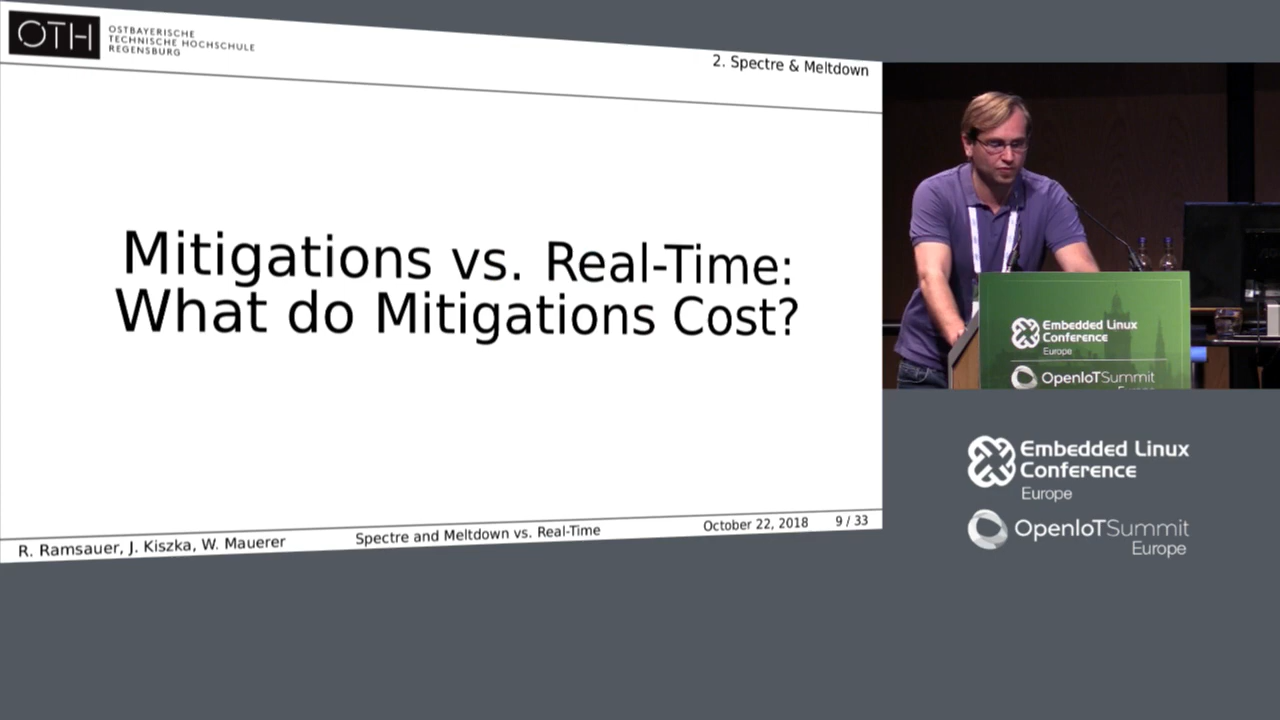 OTH
OSTBAYERISCHE
TECHNISCHE HOCHSCHULE
REGENSBURG
2. Spectre & Meltdown
Mitigations vs. Real-Time:
What do Mitigations Cost?
R. Ramsauer, J. Kiszka, W. Mauerer
Spectre and Meltdown vs. Real-Time
October 22, 2018
9 / 33
Embedded Linux
Conference
Europe
OpenIoTSummit
Europe
Embedded Linux
Conference
Europe
OpenIoTSummit
Europe